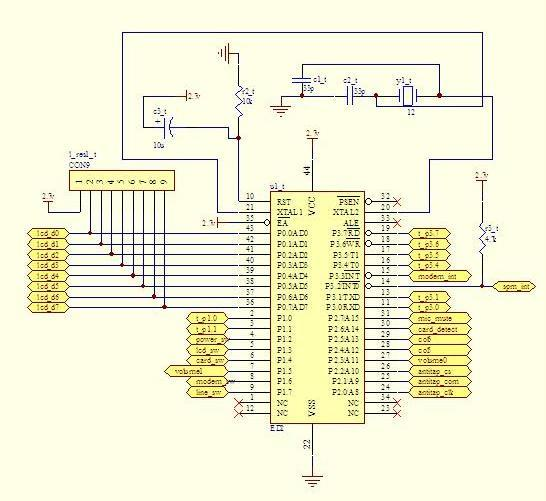 c1_t
c2_t
y1_t
33p
33p
12
2.7v
r2_t
10k
c3_t
10u
2.7v
t_res1_t
CON9
1 2 3 4 5 6 7 8 9
2.7v
2.7v
44
r3_t
4.7k
u1_t
VCC
10 RST PSEN 32
21 XTAL1 XTAL2 20
2.7v 35 EA ALE 33
lcd_d0 43 P0.0AD0 P3.7RD 19 t_p3.7
lcd_d1 42 P0.1AD1 P3.6WR 18 t_p3.6
lcd_d2 41 P0.2AD2 P3.5T1 17 t_p3.5
lcd_d3 40 P0.3AD3 P3.4T0 16 t_p3.4
lcd_d4 39 P0.4AD4 P3.3INT 15 modem_int
lcd_d5 38 P0.5AD5 P3.2INT0 14 spm_int
lcd_d6 37 P0.6AD6 P3.1TXD 13 t_p3.1
lcd_d7 36 P0.7AD7 P3.0RXD 11 t_p3.0
t_p1.0 2 P1.0 P2.7A15 31 mic_mute
t_p1.1 3 P1.1 P2.6A14 30 card_detect
power_sw 4 P1.2 P2.5A13 29
lcd_sw 5 P1.3 P2.4A12 28
card_sw 6 P1.4 P2.3A11 27 volume0
volume1 7 P1.5 P2.2A10 26 antitap_cs
modem_sw 8 P1.6 P2.1A9 25 antitap_com
line_sw 9 P1.7 P2.0A8 24 antitap_clk
1 NC NC 34
12 NC NC 23
VSS
22